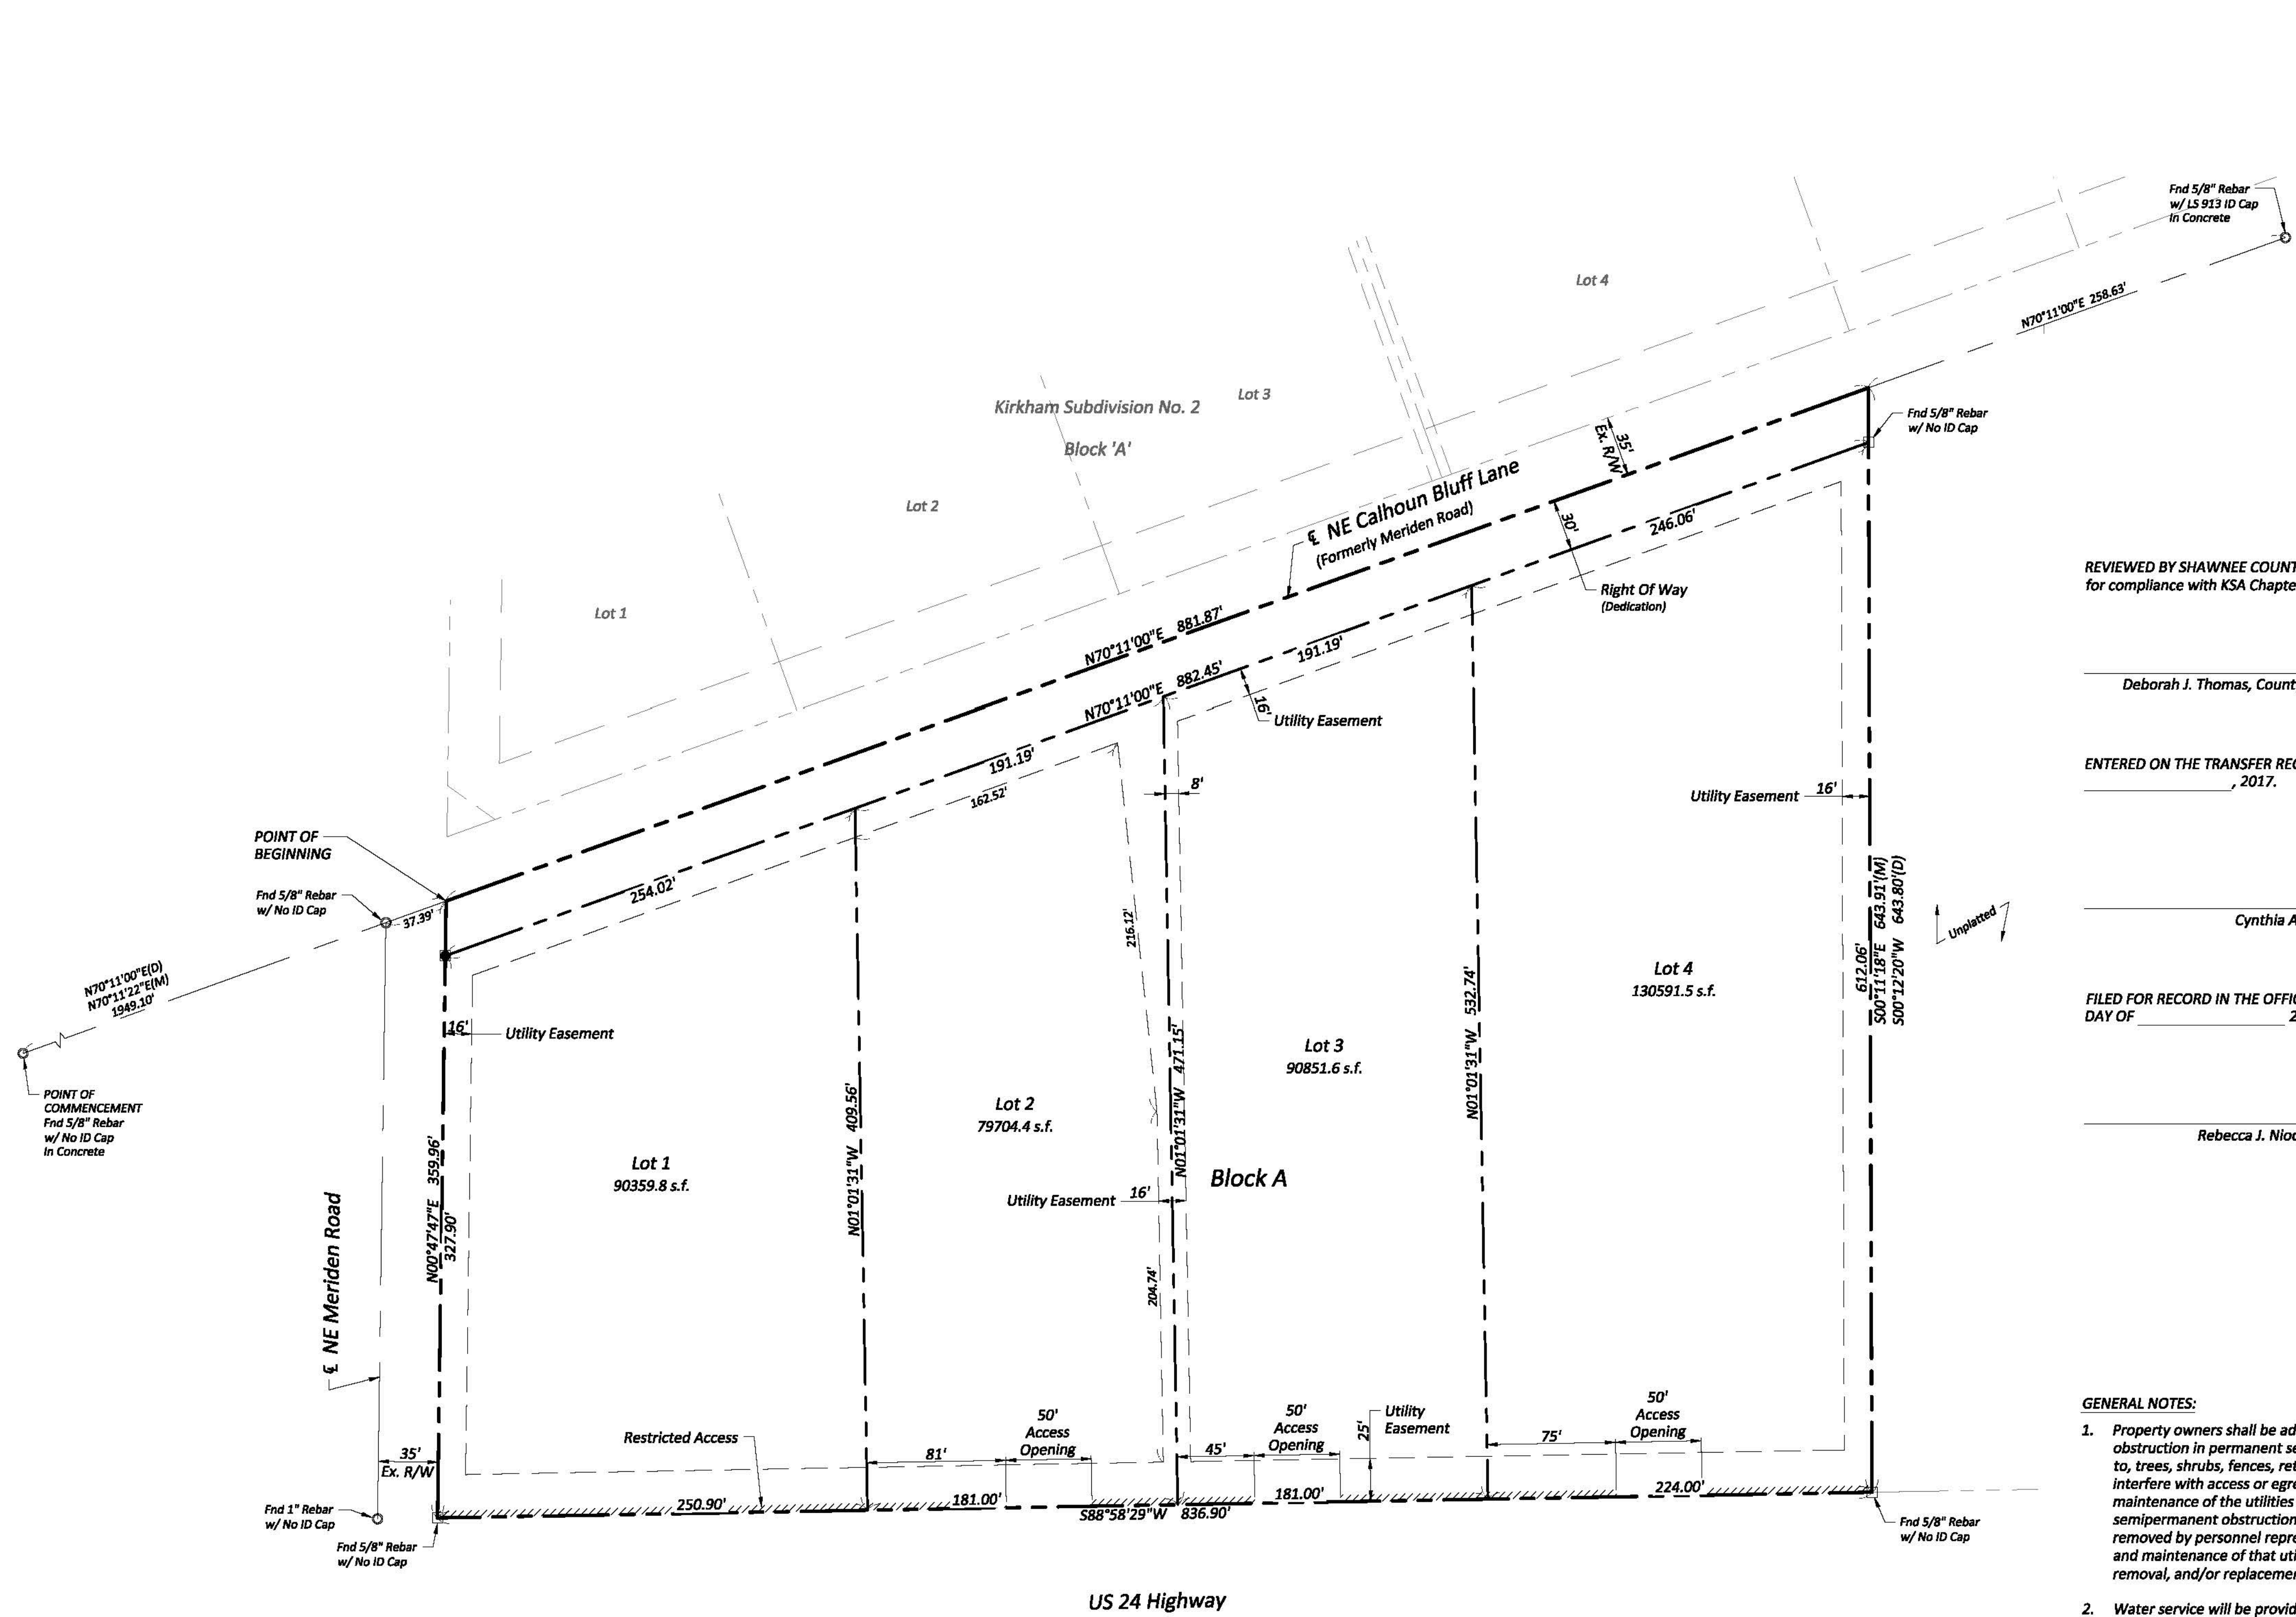 Fnd 5/8" Rebar
w/ LS 913 ID Cap
In Concrete
N70°11'00"E 258.63'
Lot 4
Lot 3
Kirkham Subdivision No. 2
Block 'A'
Lot 2
Lot 1
35'
Ex. R/W
Fnd 5/8" Rebar
w/ No ID Cap
℄ NE Calhoun Bluff Lane
(Formerly Meriden Road)
30'
246.06'
Right Of Way
(Dedication)
N70°11'00"E 881.87'
N70°11'00"E 882.45'
191.19'
16'
Utility Easement
191.19'
162.52'
8'
Utility Easement 16'
POINT OF
BEGINNING
Fnd 5/8" Rebar
w/ No ID Cap
37.39'
254.02'
216.12'
N70°11'00"E(D)
N70°11'22"E(M)
1949.10'
POINT OF
COMMENCEMENT
Fnd 5/8" Rebar
w/ No ID Cap
In Concrete
16'
Utility Easement
Lot 4
130591.5 s.f.
612.06'
S00°11'18"E 643.91'(M)
S00°12'20"W 643.80'(D)
Unplatted
Lot 3
90851.6 s.f.
Lot 2
79704.4 s.f.
Lot 1
90359.8 s.f.
Block A
N00°47'47"E 359.96'
327.90'
N01°01'31"W 409.56'
N01°01'31"W 471.15'
N01°01'31"W 532.74'
Utility Easement 16'
204.74'
℄ NE Meriden Road
35'
Ex. R/W
Restricted Access
81'
50'
Access
Opening
45'
50'
Access
Opening
25'
Utility
Easement
75'
50'
Access
Opening
250.90'
181.00'
181.00'
224.00'
S88°58'29"W 836.90'
Fnd 1" Rebar
w/ No ID Cap
Fnd 5/8" Rebar
w/ No ID Cap
Fnd 5/8" Rebar
w/ No ID Cap
US 24 Highway
REVIEWED BY SHAWNEE COUNT
for compliance with KSA Chapte
Deborah J. Thomas, Count
ENTERED ON THE TRANSFER REC
, 2017.
Cynthia A
FILED FOR RECORD IN THE OFFIC
DAY OF 2
Rebecca J. Nioc
GENERAL NOTES:
1. Property owners shall be ad
obstruction in permanent se
to, trees, shrubs, fences, ret
interfere with access or egre
maintenance of the utilities
semipermanent obstruction
removed by personnel repre
and maintenance of that uti
removal, and/or replacemen
2. Water service will be provid